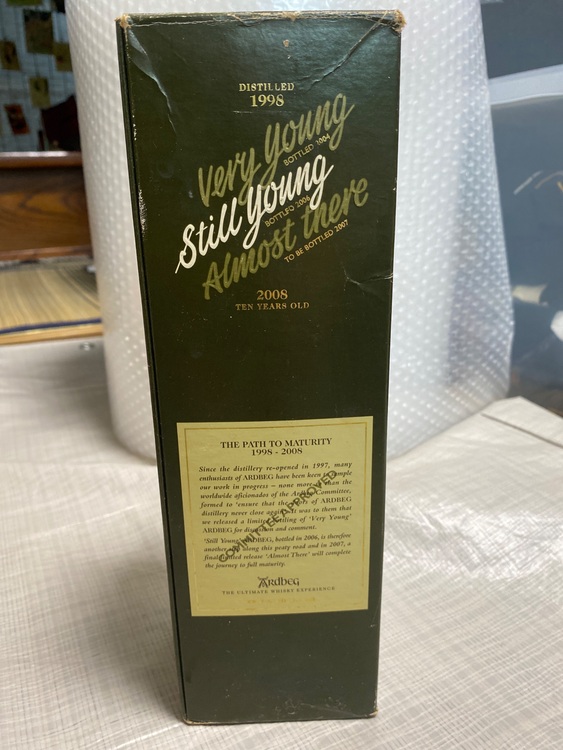 DISTILLED
1998
Very Young
BOTTLED 2004
Still Young
BOTTLED 2006
Almost there
TO BE BOTTLED 2007
2008
TEN YEARS OLD
THE PATH TO MATURITY
1998 - 2008
Since the distillery re-opened in 1997, many
enthusiasts of ARDBEG have been keen to sample
our work in progress – none more so than the
worldwide aficionados of the Ardbeg Committee,
formed to 'ensure that the doors of ARDBEG
distillery never close again'. It was to them that
we released a limited bottling of 'Very Young'
ARDBEG for discussion and comment.
'Still Young' ARDBEG, bottled in 2006, is therefore
another step along this peaty road and in 2007, a
final limited release 'Almost There' will complete
the journey to full maturity.
COMMITTEE APPROVED
ARDBEG
THE ULTIMATE WHISKY EXPERIENCE